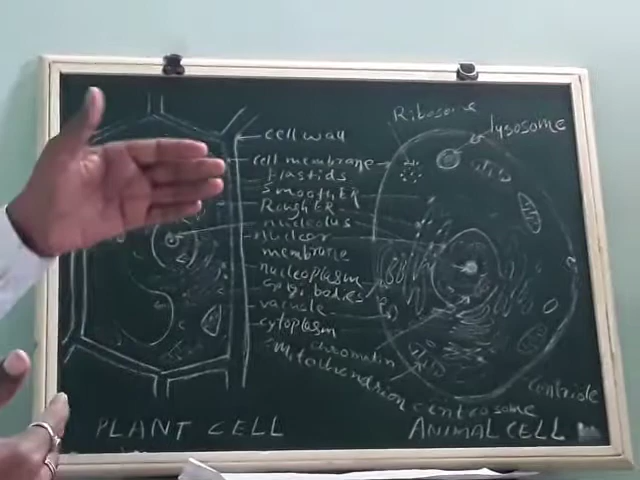 Ribosome
lysosome
cell wall
cell membrane
Plastids
Smooth ER
Rough ER
nucleolus
nuclear
membrane
nucleoplasm
golgi bodies
vacuole
cytoplasm
chromatin
mitochondrion
centrosome
centriole
PLANT CELL
ANIMAL CELL